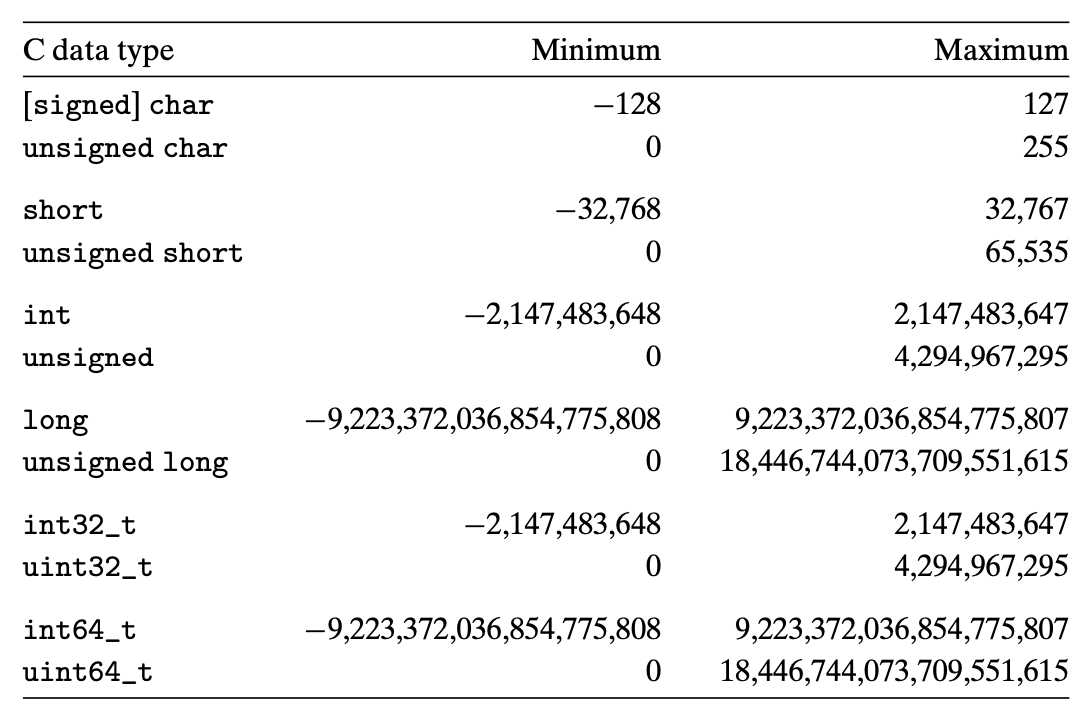 C data type Minimum Maximum
[signed] char −128 127
unsigned char 0 255
short −32,768 32,767
unsigned short 0 65,535
int −2,147,483,648 2,147,483,647
unsigned 0 4,294,967,295
long −9,223,372,036,854,775,808 9,223,372,036,854,775,807
unsigned long 0 18,446,744,073,709,551,615
int32_t −2,147,483,648 2,147,483,647
uint32_t 0 4,294,967,295
int64_t −9,223,372,036,854,775,808 9,223,372,036,854,775,807
uint64_t 0 18,446,744,073,709,551,615